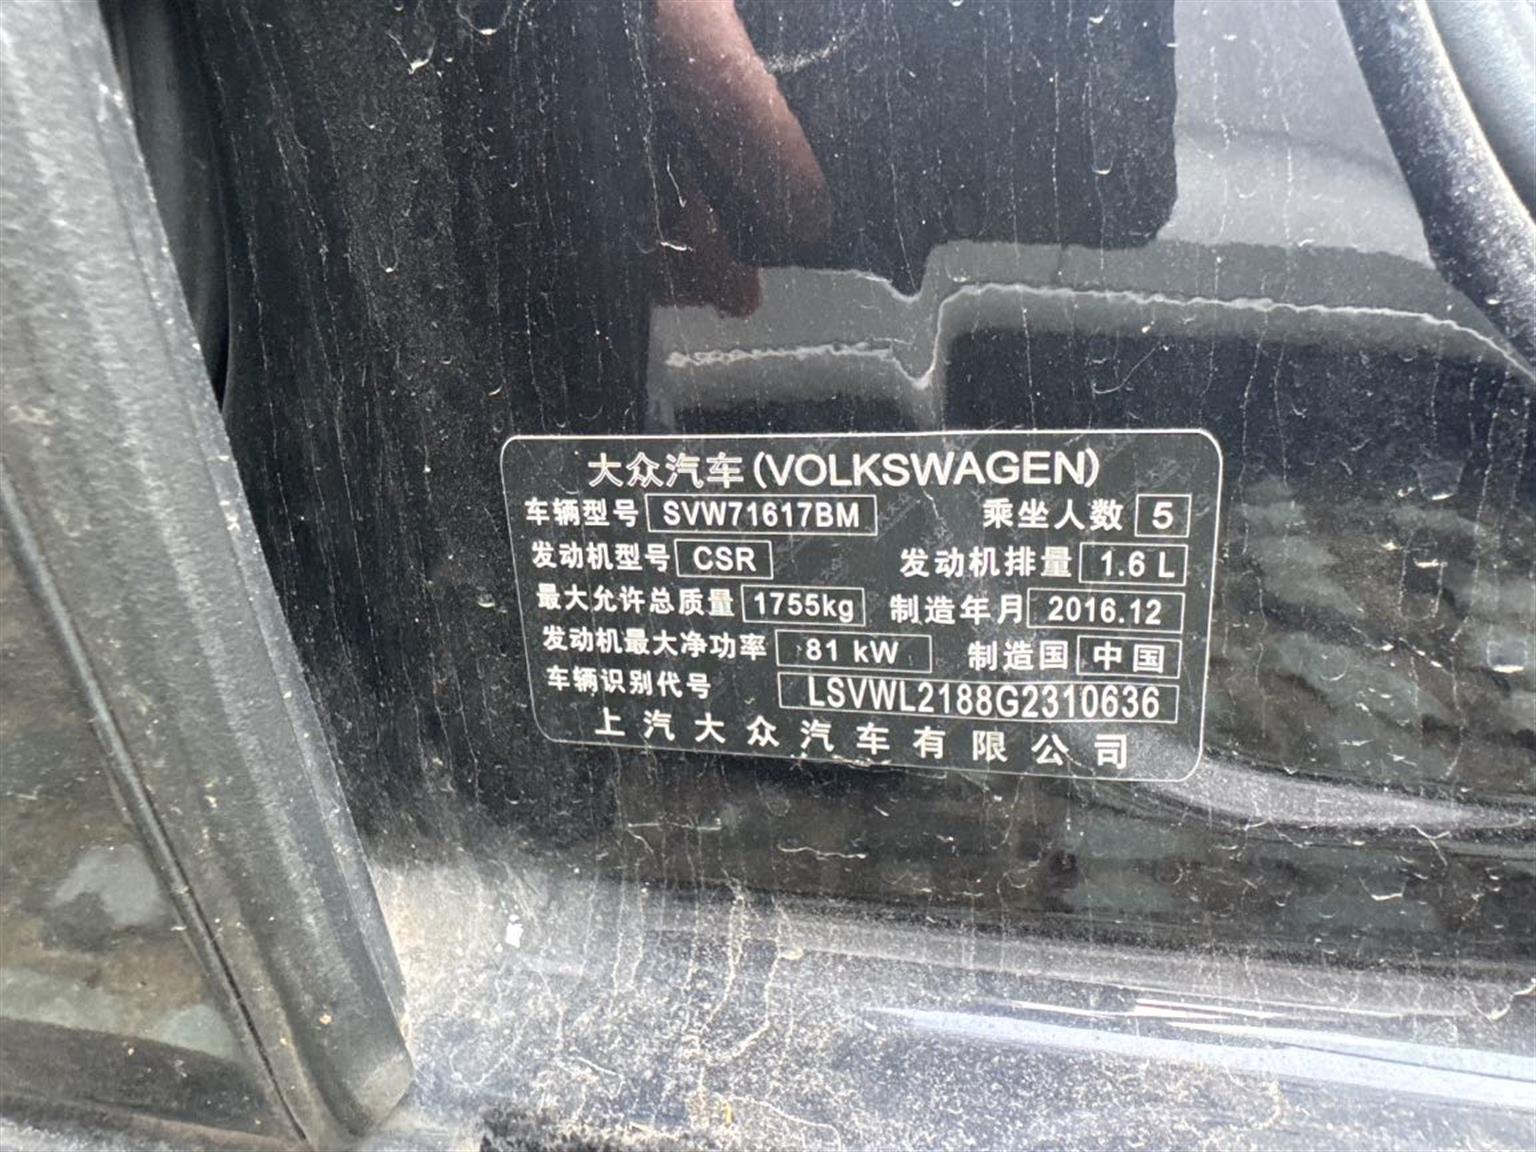 大众汽车(VOLKSWAGEN)
车辆型号 SVW71617BM 乘坐人数 5
发动机型号 CSR 发动机排量 1.6 L
最大允许总质量 1755kg 制造年月 2016.12
发动机最大净功率 81 kW 制造国 中国
车辆识别代号 LSVWL2188G2310636
上汽大众汽车有限公司